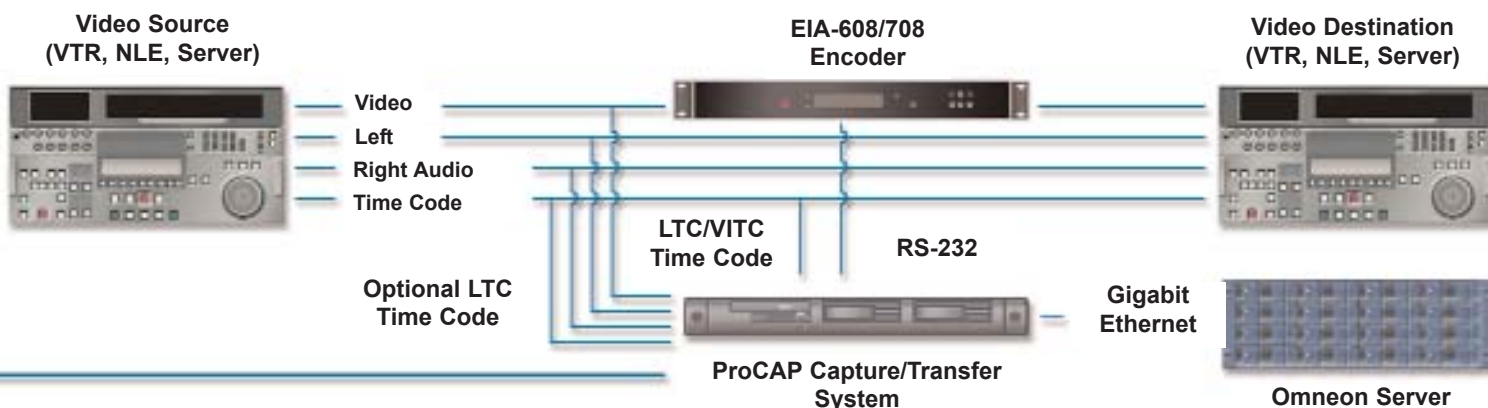 Video Source
(VTR, NLE, Server)
EIA-608/708
Encoder
Video Destination
(VTR, NLE, Server)
Video
Left
Right Audio
Time Code
LTC/VITC
Time Code
RS-232
Optional LTC
Time Code
Gigabit
Ethernet
ProCAP Capture/Transfer
System
Omneon Server